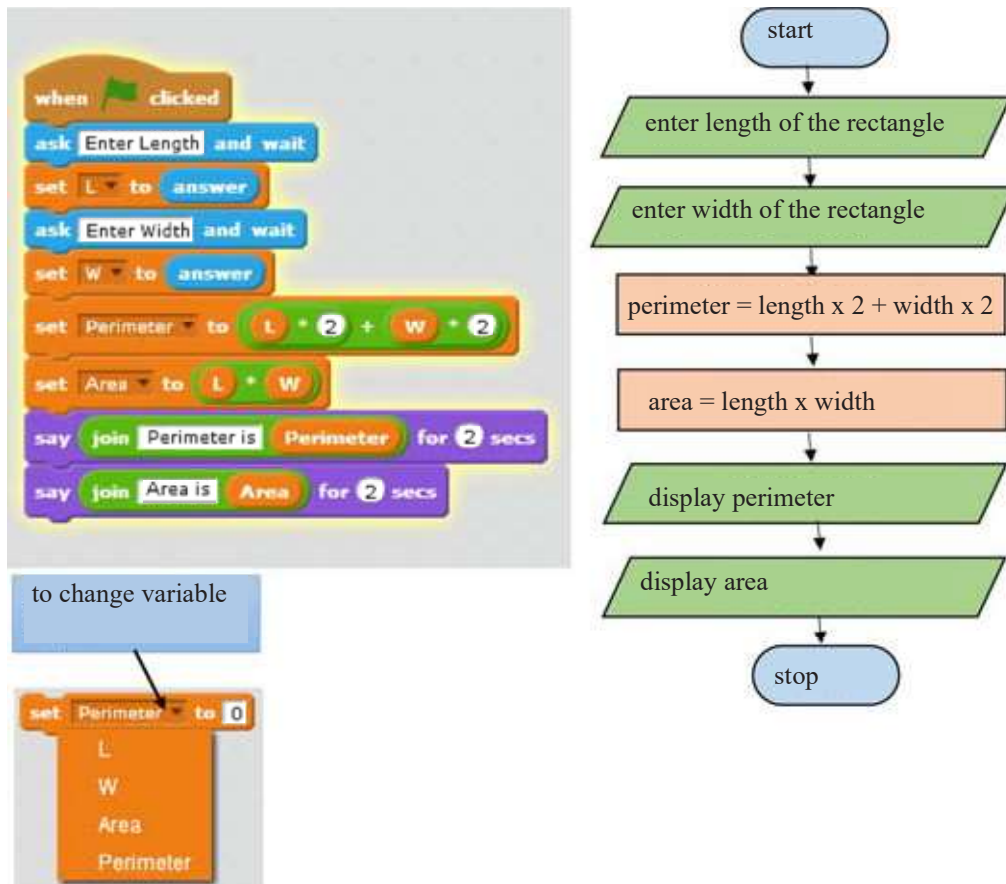 when clicked
ask Enter Length and wait
set L to answer
ask Enter Width and wait
set W to answer
set Perimeter to L * 2 + W * 2
set Area to L * W
say join Perimeter is Perimeter for 2 secs
say join Area is Area for 2 secs
to change variable
set Perimeter to 0
L
W
Area
Perimeter
start
enter length of the rectangle
enter width of the rectangle
perimeter = length x 2 + width x 2
area = length x width
display perimeter
display area
stop